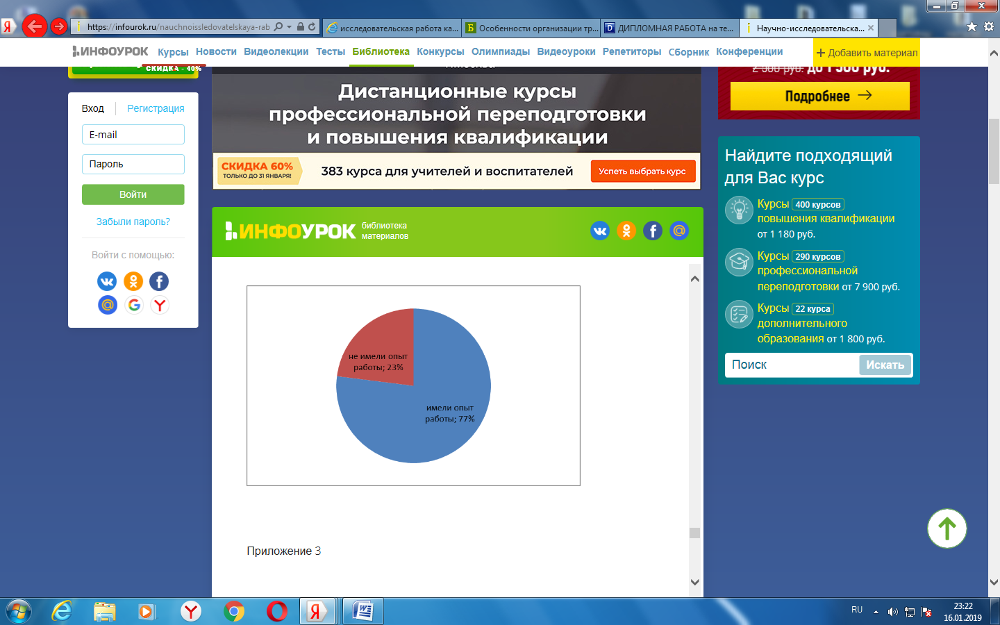 https://infourok.ru/nauchnoissledovatelskaya-rab
исследовательская работа ка...
Особенности организации тр...
ДИПЛОМНАЯ РАБОТА на те...
Научно-исследовательска...
ИНФОУРОК
Курсы
Новости
Видеолекции
Тесты
Библиотека
Конкурсы
Олимпиады
Видеоуроки
Репетиторы
Сборник
Конференции
+ Добавить материал
СКИДКА - 40%
Вход
Регистрация
E-mail
Пароль
Войти
Забыли пароль?
Войти с помощью:
Дистанционные курсы
профессиональной переподготовки
и повышения квалификации
СКИДКА 60%
ТОЛЬКО ДО 31 ЯНВАРЯ!
383 курса для учителей и воспитателей
Успеть выбрать курс
ИНФОУРОК
библиотека
материалов
не имели опыт
работы; 23%
имели опыт
работы; 77%
Приложение 3
2 500 руб. до 1 500 руб.
Подробнее
Найдите подходящий
для Вас курс
Курсы 400 курсов
повышения квалификации
от 1 180 руб.
Курсы 290 курсов
профессиональной
переподготовки от 7 900 руб.
Курсы 22 курса
дополнительного
образования от 1 800 руб.
Поиск
Искать
RU
23:22
16.01.2019